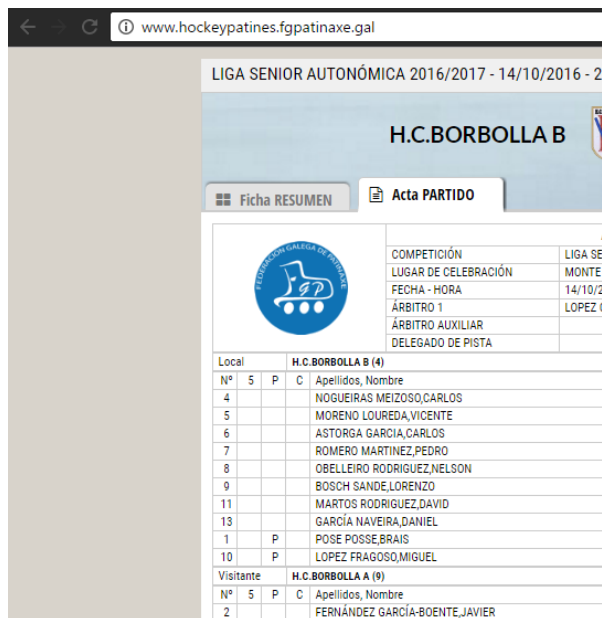 www.hockeypatines.fgpatinaxe.gal
LIGA SENIOR AUTONÓMICA 2016/2017 - 14/10/2016 - 2
H.C.BORBOLLA B
Ficha RESUMEN
Acta PARTIDO
FEDERACIÓN GALEGA DE PATINAXE
COMPETICIÓN LIGA SE
LUGAR DE CELEBRACIÓN MONTE
FECHA - HORA 14/10/2
ÁRBITRO 1 LOPEZ
ÁRBITRO AUXILIAR
DELEGADO DE PISTA
Local H.C.BORBOLLA B (4)
Nº 5 P C Apellidos, Nombre
4 NOGUEIRAS MEIZOSO,CARLOS
5 MORENO LOUREDA,VICENTE
6 ASTORGA GARCIA,CARLOS
7 ROMERO MARTINEZ,PEDRO
8 OBELLEIRO RODRIGUEZ,NELSON
9 BOSCH SANDE,LORENZO
11 MARTOS RODRIGUEZ,DAVID
13 GARCÍA NAVEIRA,DANIEL
1 P POSE POSSE,BRAIS
10 P LOPEZ FRAGOSO,MIGUEL
Visitante H.C.BORBOLLA A (9)
Nº 5 P C Apellidos, Nombre
2 FERNÁNDEZ GARCÍA-BOENTE,JAVIER